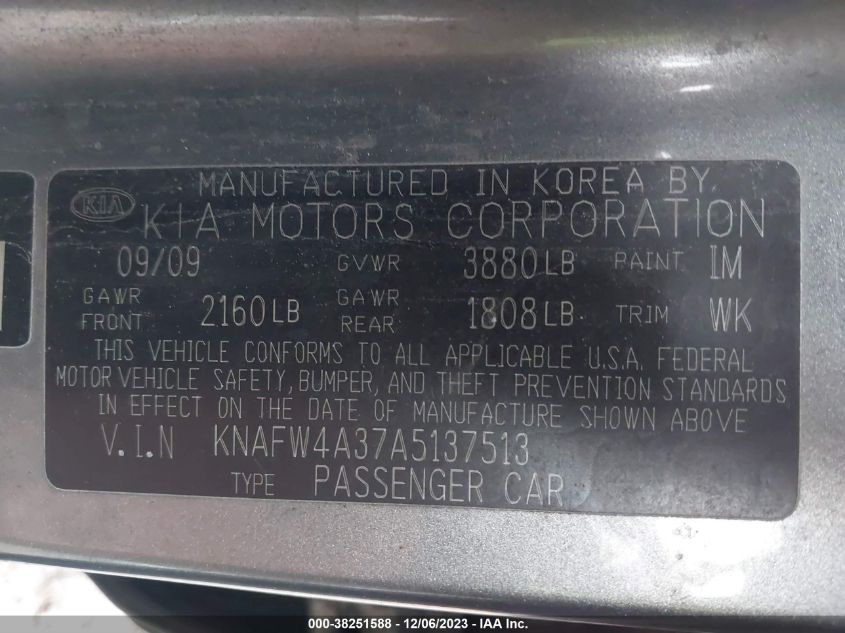 MANUFACTURED IN KOREA BY
KIA KIA MOTORS CORPORATION
09/09 GVWR 3880LB PAINT IM
GAWR FRONT 2160LB GAWR REAR 1808LB TRIM WK
THIS VEHICLE CONFORMS TO ALL APPLICABLE U.S.A. FEDERAL
MOTOR VEHICLE SAFETY, BUMPER, AND THEFT PREVENTION STANDARDS
IN EFFECT ON THE DATE OF MANUFACTURE SHOWN ABOVE
V.I.N KNAFW4A37A5137513
TYPE PASSENGER CAR
000-38251588 - 12/06/2023 - IAA Inc.